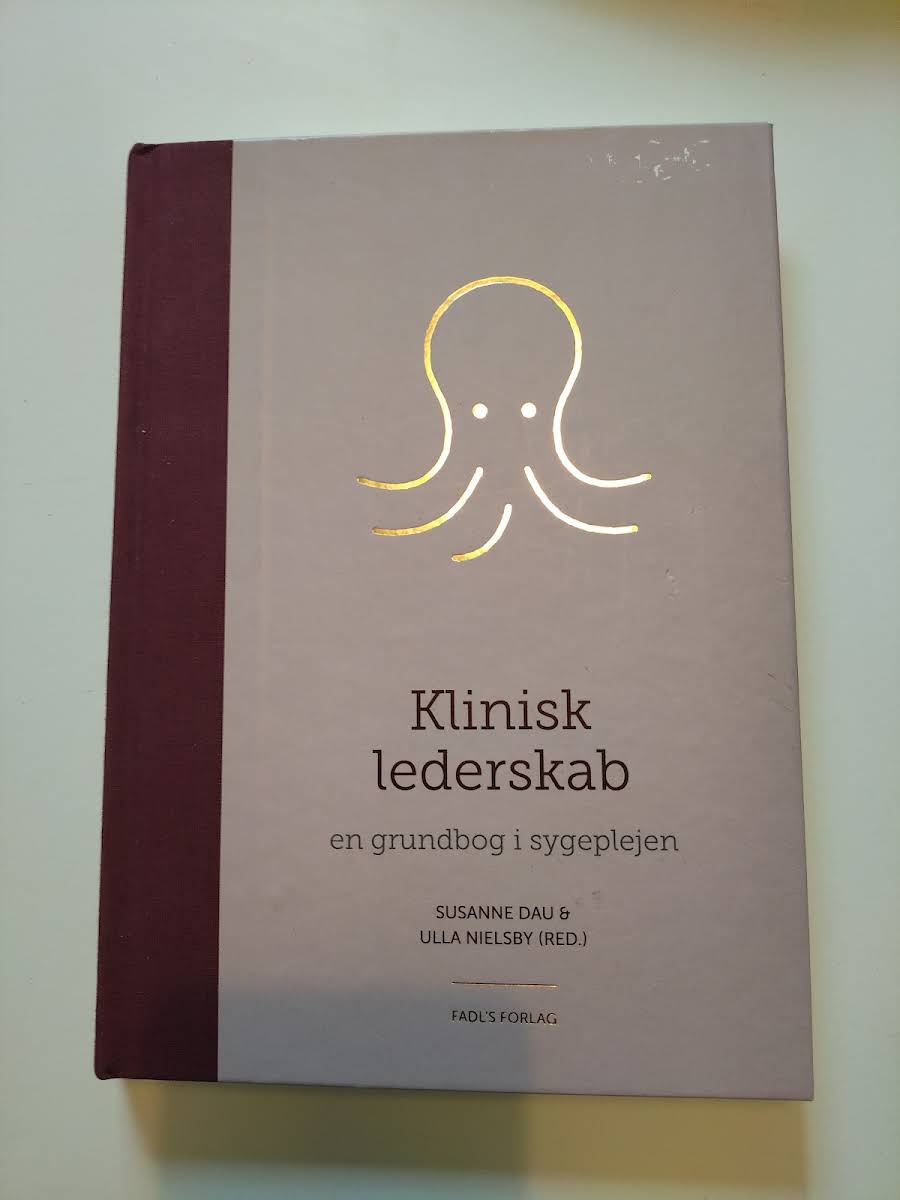 Klinisk
lederskab
en grundbog i sygeplejen
SUSANNE DAU &
ULLA NIELSBY (RED.)
FADL'S FORLAG